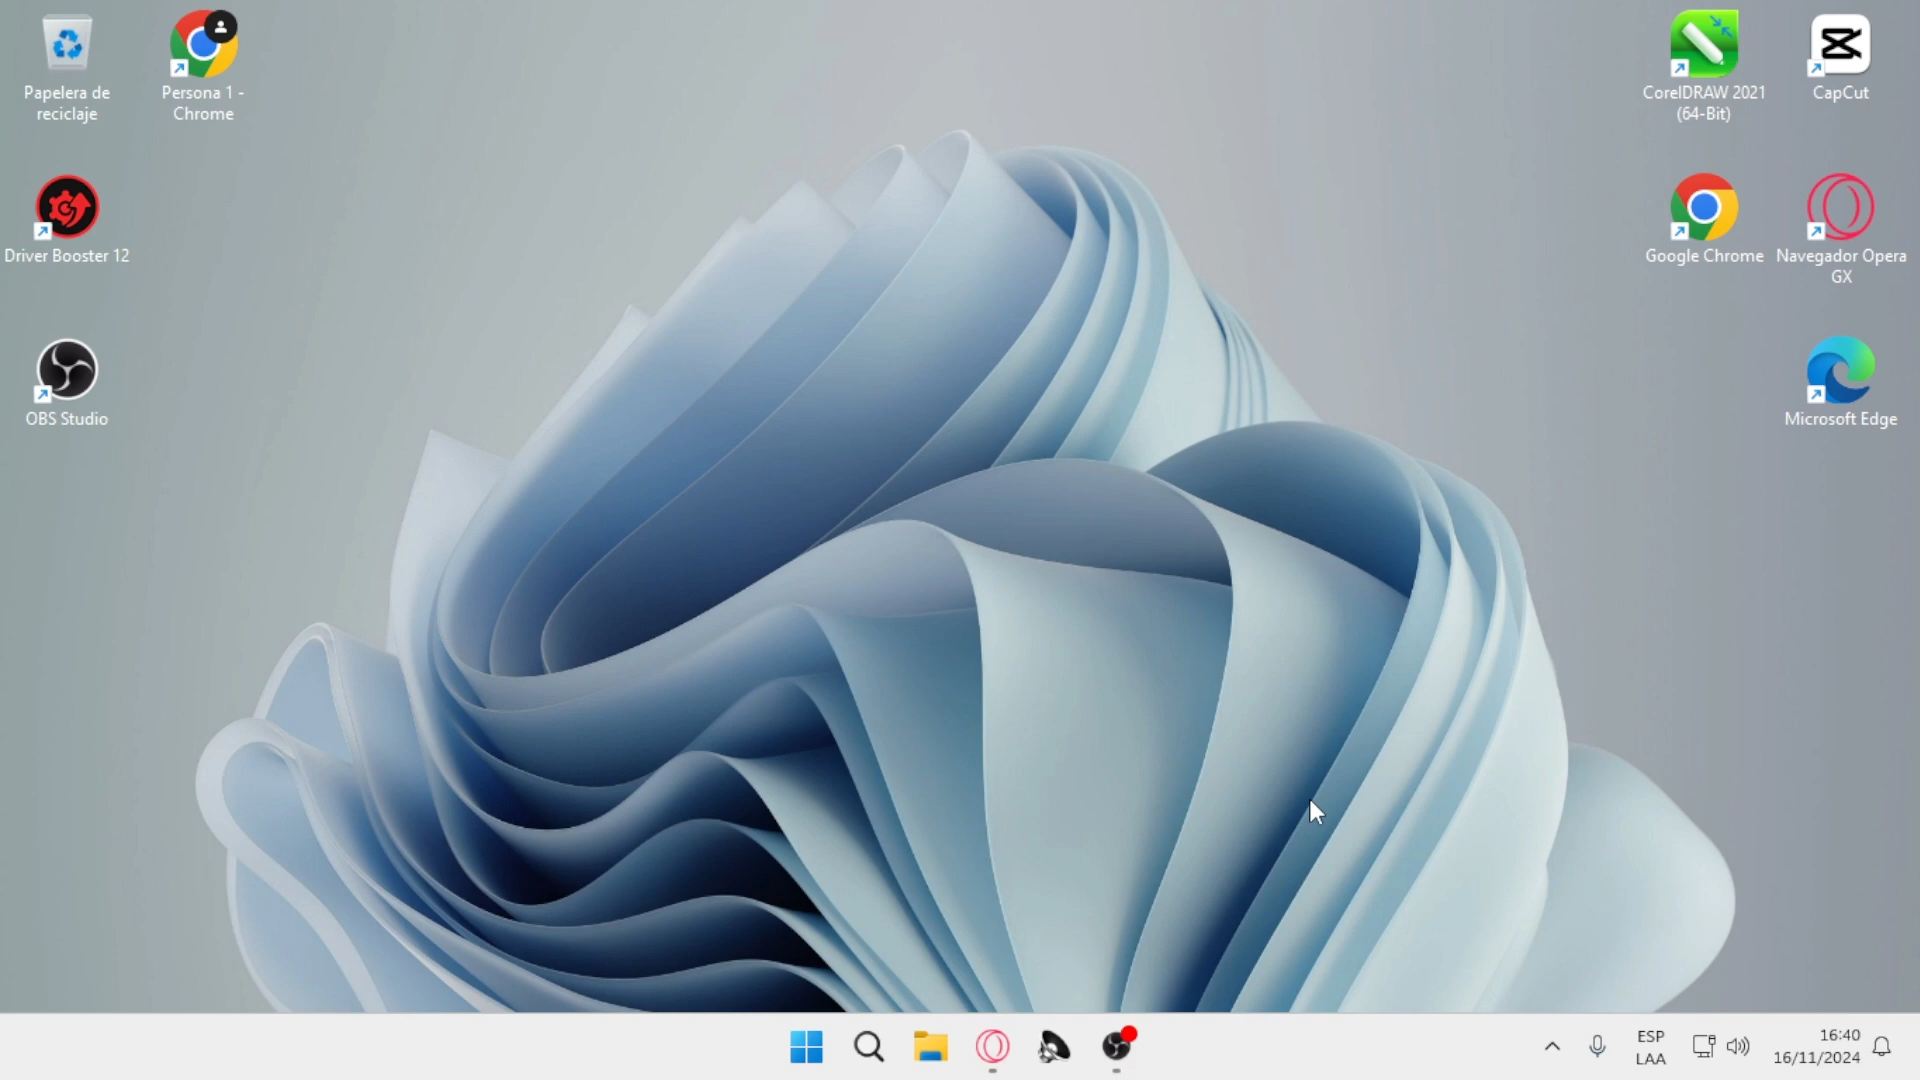 Papelera de
reciclaje
Persona 1 -
Chrome
CorelDRAW 2021
(64-Bit)
CapCut
Driver Booster 12
Google Chrome
Navegador Opera
GX
OBS Studio
Microsoft Edge
ESP
LAA
16:40
16/11/2024